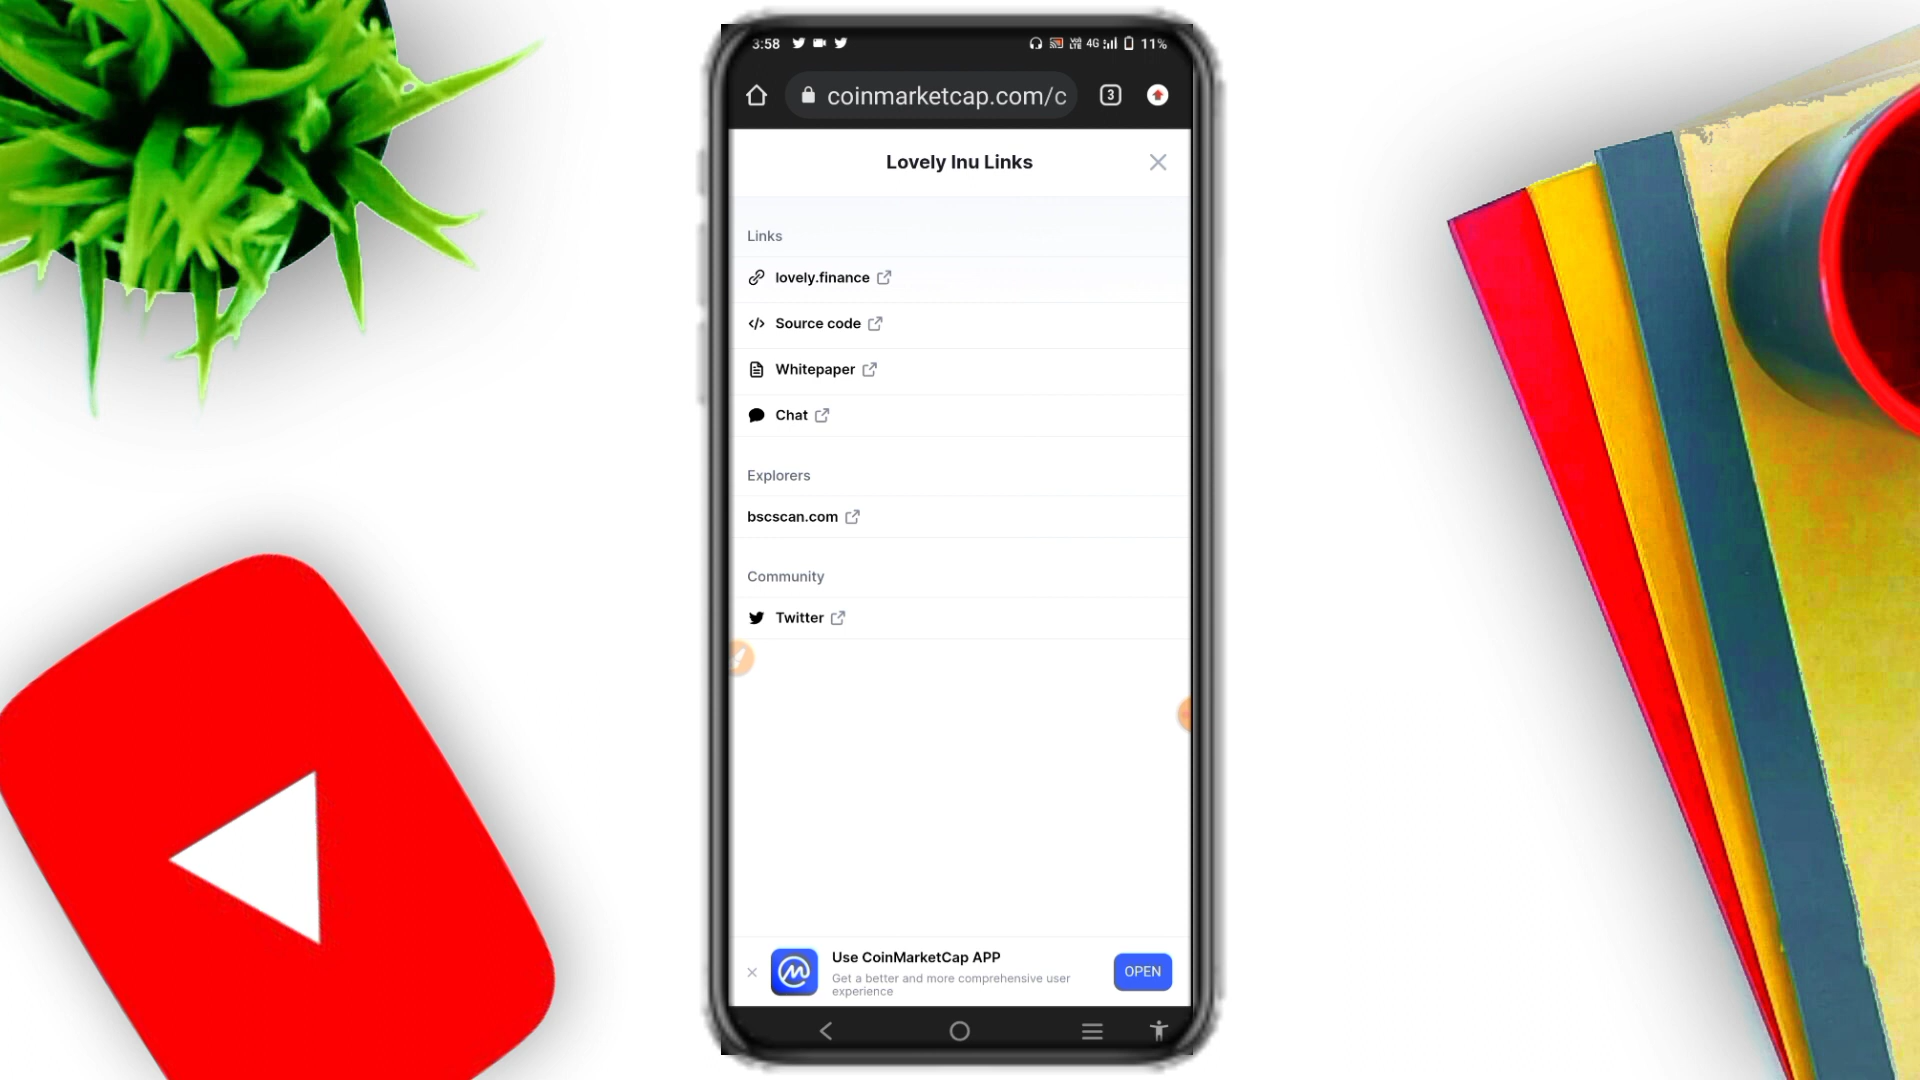 3:58
4G
11%
coinmarketcap.com/c
3
Lovely Inu Links
Links
lovely.finance
Source code
Whitepaper
Chat
Explorers
bscscan.com
Community
Twitter
Use CoinMarketCap APP
Get a better and more comprehensive user
experience
OPEN